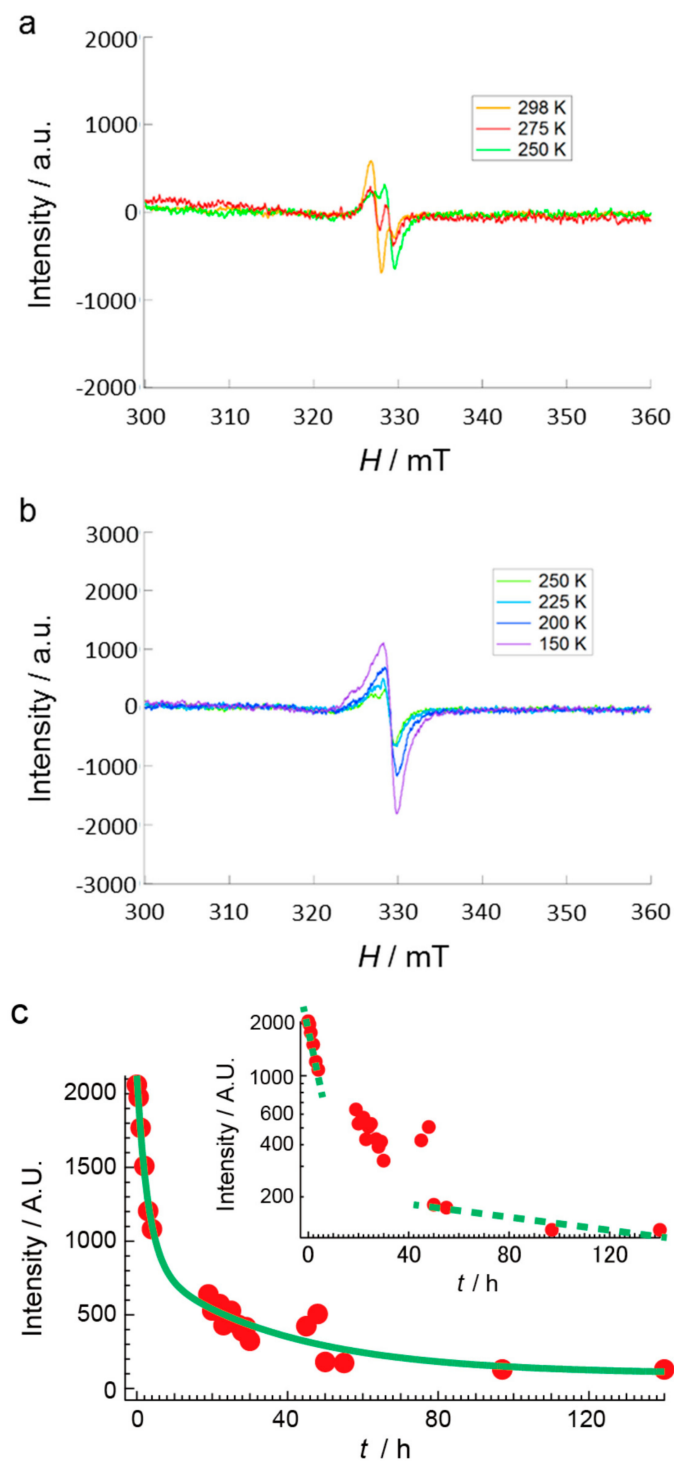 a
2000
1000
0
-1000
-2000
Intensity / a.u.
298 K
275 K
250 K
300 310 320 330 340 350 360
H / mT
b
3000
2000
1000
0
-1000
-2000
-3000
Intensity / a.u.
250 K
225 K
200 K
150 K
300 310 320 330 340 350 360
H / mT
c
2000
1500
1000
500
0
Intensity / A.U.
0 40 80 120
t / h
2000
1000
600
400
200
Intensity / A.U.
0 40 80 120
t / h